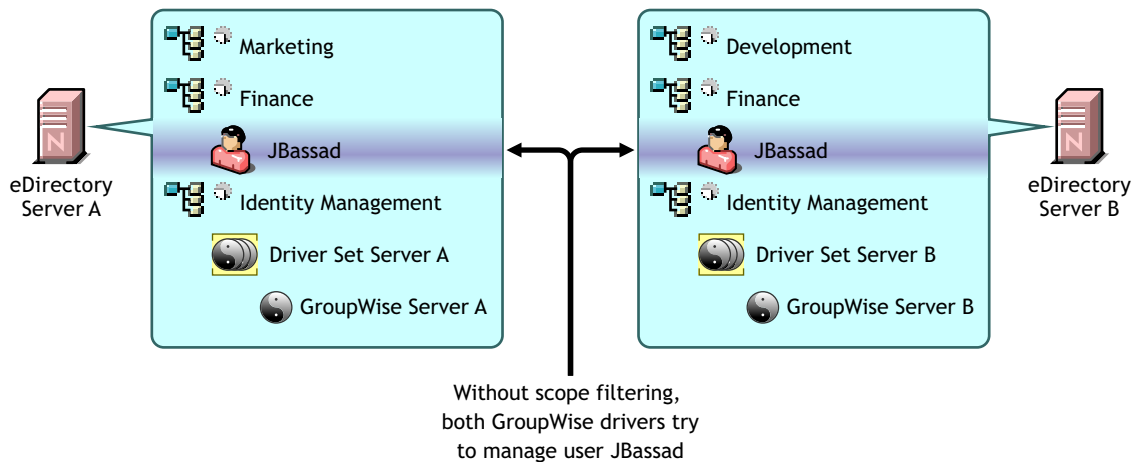 Marketing
Finance
JBassad
Identity Management
Driver Set Server A
GroupWise Server A
N
eDirectory
Server A
Development
Finance
JBassad
Identity Management
Driver Set Server B
GroupWise Server B
N
eDirectory
Server B
Without scope filtering,
both GroupWise drivers try
to manage user JBassad